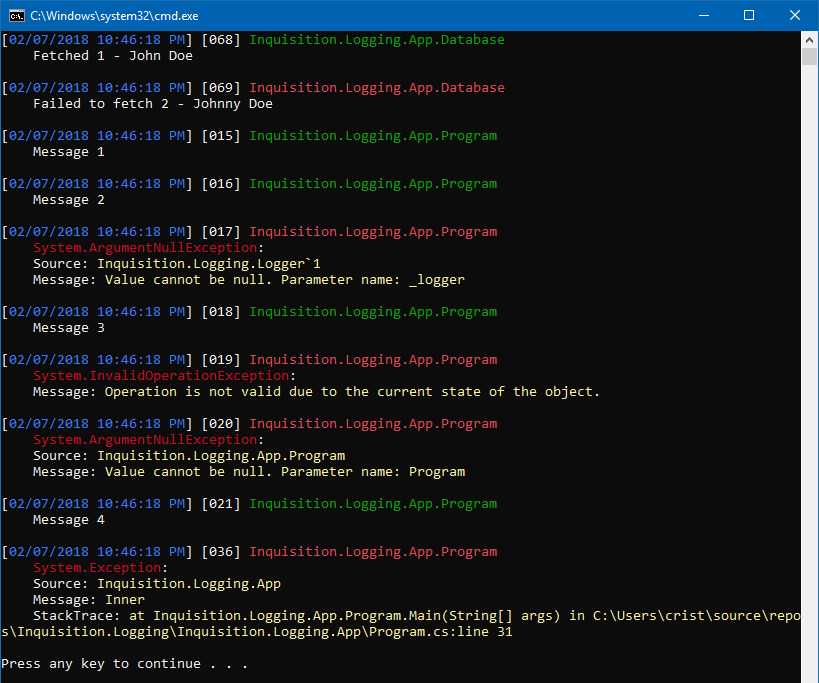 C:\Windows\system32\cmd.exe
[02/07/2018 10:46:18 PM] [068] Inquisition.Logging.App.Database
    Fetched 1 - John Doe
[02/07/2018 10:46:18 PM] [069] Inquisition.Logging.App.Database
    Failed to fetch 2 - Johnny Doe
[02/07/2018 10:46:18 PM] [015] Inquisition.Logging.App.Program
    Message 1
[02/07/2018 10:46:18 PM] [016] Inquisition.Logging.App.Program
    Message 2
[02/07/2018 10:46:18 PM] [017] Inquisition.Logging.App.Program
    System.ArgumentNullException:
    Source: Inquisition.Logging.Logger`1
    Message: Value cannot be null. Parameter name: _logger
[02/07/2018 10:46:18 PM] [018] Inquisition.Logging.App.Program
    Message 3
[02/07/2018 10:46:18 PM] [019] Inquisition.Logging.App.Program
    System.InvalidOperationException:
    Message: Operation is not valid due to the current state of the object.
[02/07/2018 10:46:18 PM] [020] Inquisition.Logging.App.Program
    System.ArgumentNullException:
    Source: Inquisition.Logging.App.Program
    Message: Value cannot be null. Parameter name: Program
[02/07/2018 10:46:18 PM] [021] Inquisition.Logging.App.Program
    Message 4
[02/07/2018 10:46:18 PM] [036] Inquisition.Logging.App.Program
    System.Exception:
    Source: Inquisition.Logging.App
    Message: Inner
    StackTrace: at Inquisition.Logging.App.Program.Main(String[] args) in C:\Users\crist\source\repo
s\Inquisition.Logging\Inquisition.Logging.App\Program.cs:line 31
Press any key to continue . . .